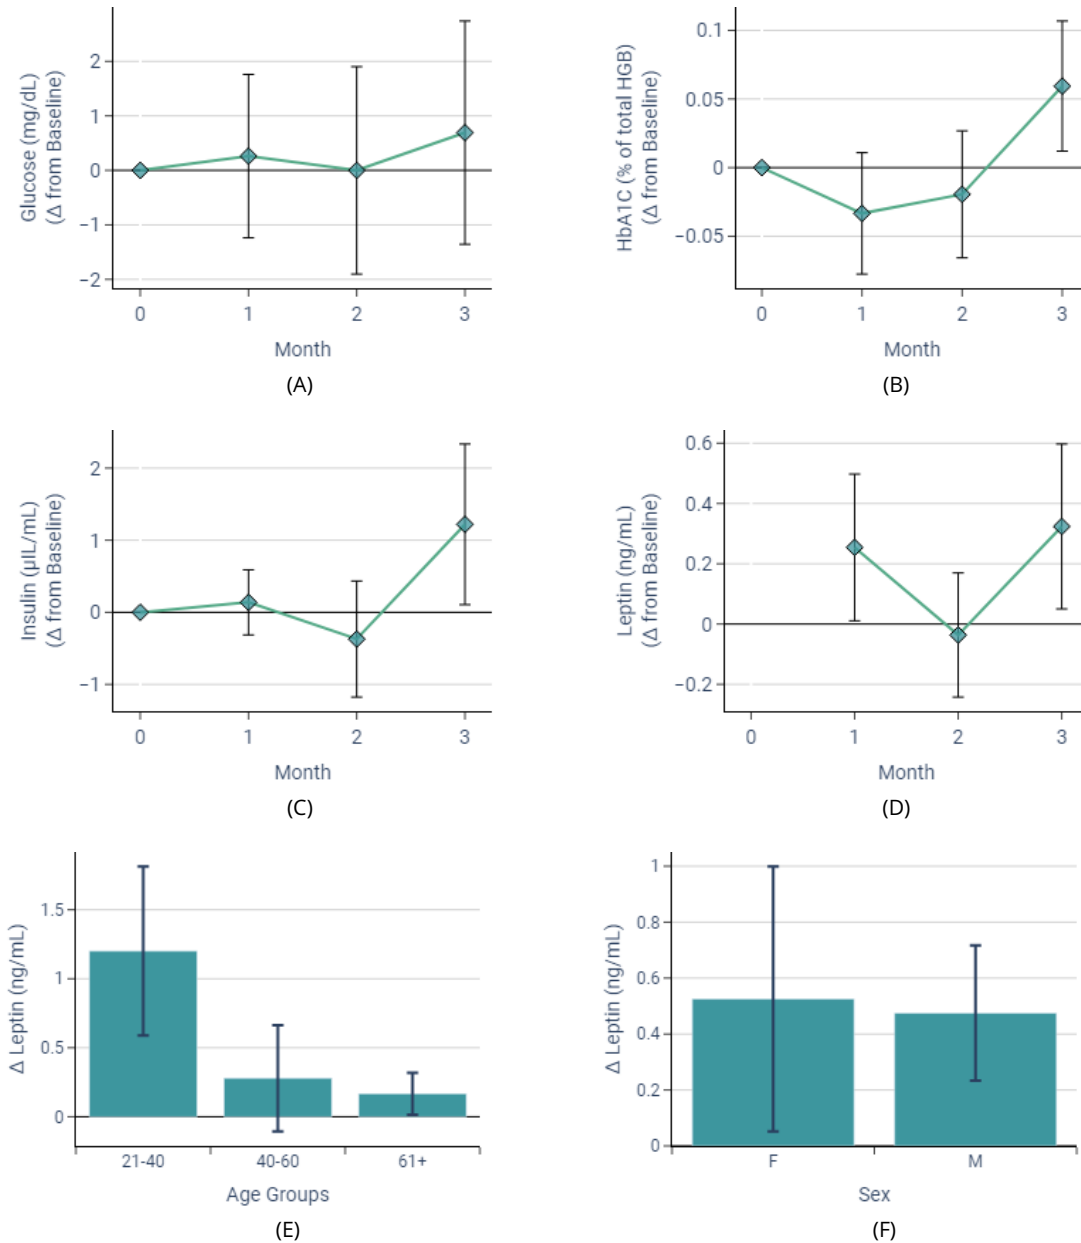 Glucose (mg/dL)
(Δ from Baseline)
2
1
0
−1
−2
0 1 2 3
Month
(A)
HbA1C (% of total HGB)
(Δ from Baseline)
0.1
0.05
0
−0.05
0 1 2 3
Month
(B)
Insulin (µIL/mL)
(Δ from Baseline)
2
1
0
−1
0 1 2 3
Month
(C)
Leptin (ng/mL)
(Δ from Baseline)
0.6
0.4
0.2
0
−0.2
0 1 2 3
Month
(D)
Δ Leptin (ng/mL)
1.5
1
0.5
0
21-40 40-60 61+
Age Groups
(E)
Δ Leptin (ng/mL)
1
0.8
0.6
0.4
0.2
0
F M
Sex
(F)